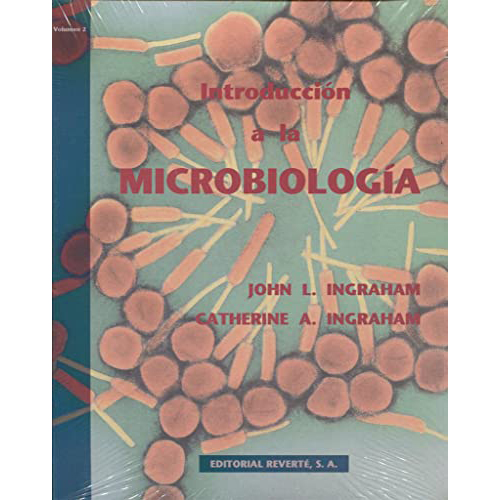 Volumen 2
Introducción
a la
MICROBIOLOGÍA
JOHN L. INGRAHAM
CATHERINE A. INGRAHAM
EDITORIAL REVERTÉ, S. A.